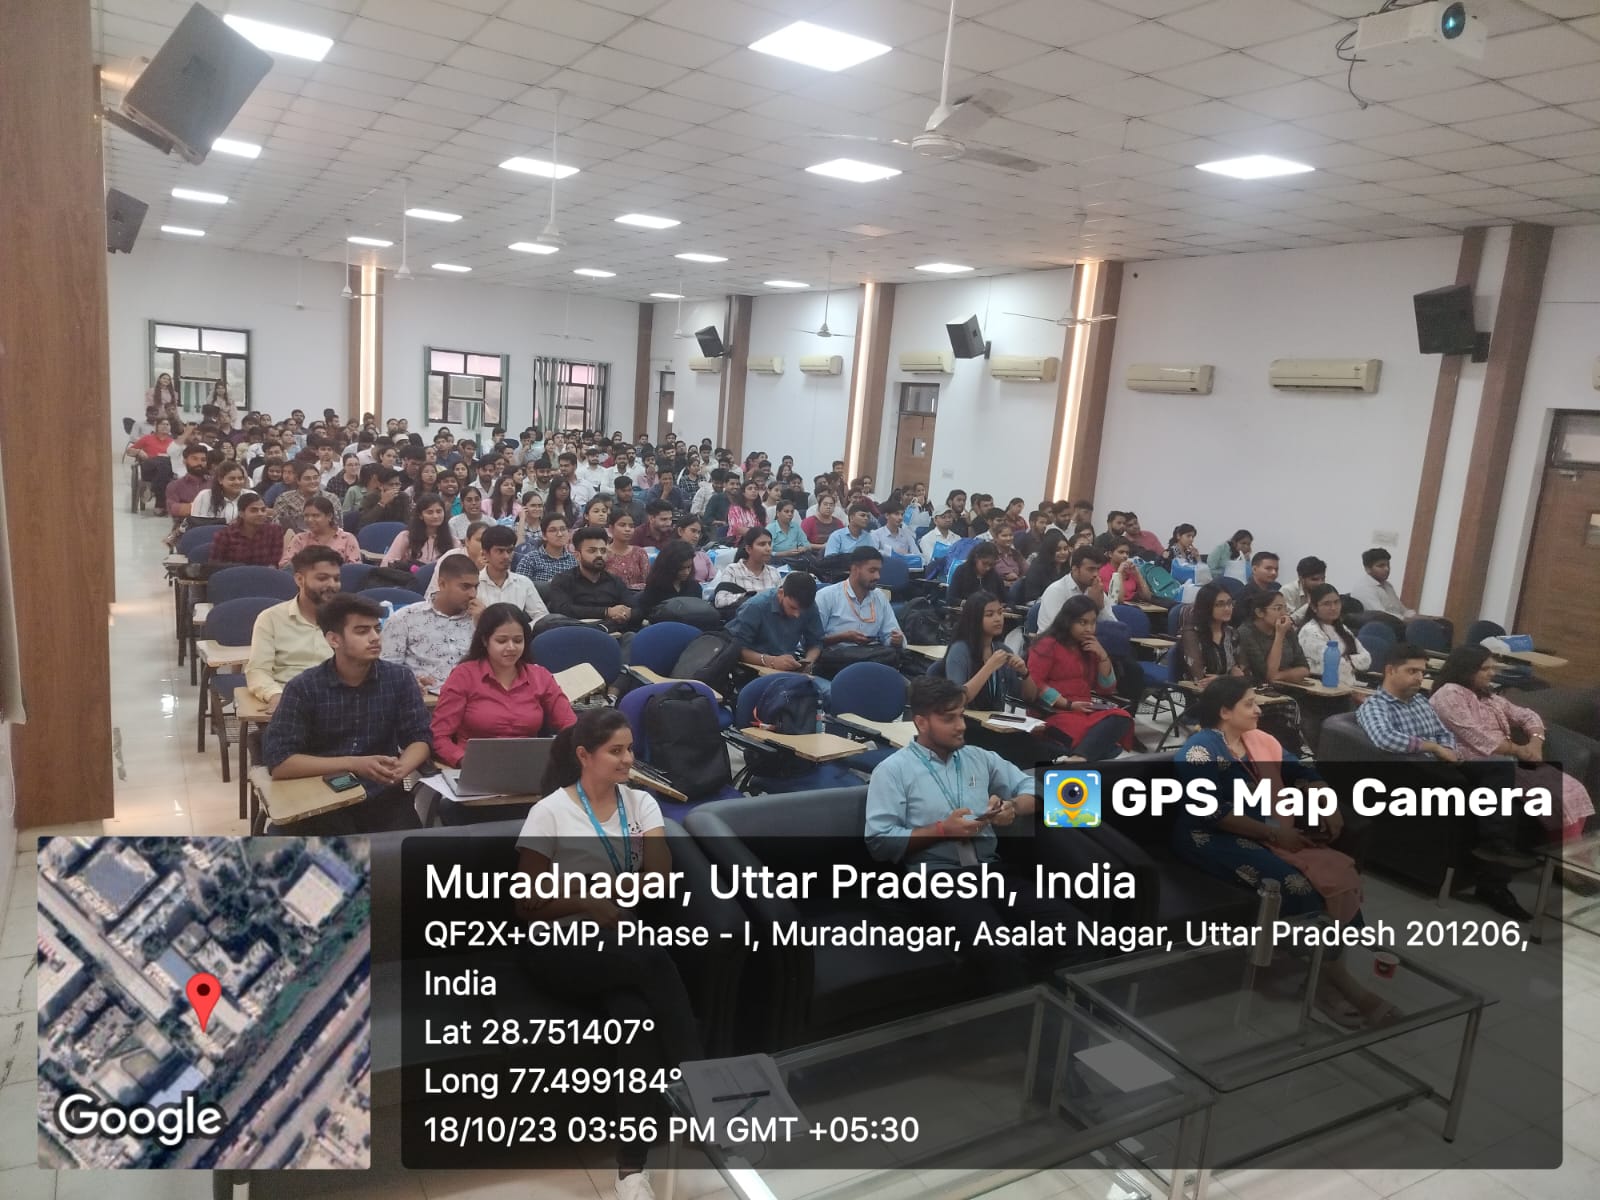 GPS Map Camera
Muradnagar, Uttar Pradesh, India
QF2X+GMP, Phase - I, Muradnagar, Asalat Nagar, Uttar Pradesh 201206,
India
Lat 28.751407°
Long 77.499184°
18/10/23 03:56 PM GMT +05:30
Google